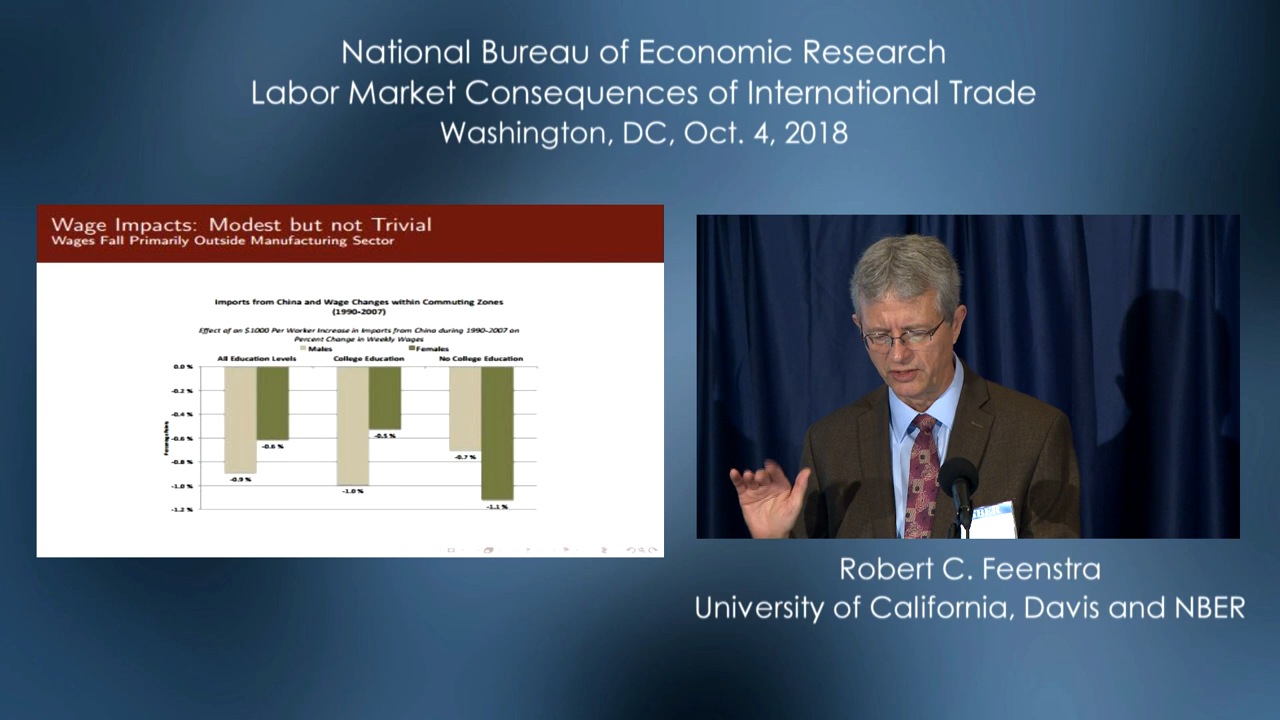 National Bureau of Economic Research
Labor Market Consequences of International Trade
Washington, DC, Oct. 4, 2018
Wage Impacts: Modest but not Trivial
Wages Fall Primarily Outside Manufacturing Sector
Imports from China and Wage Changes within Commuting Zones
(1990-2007)
Effect of an $1000 Per Worker Increase in Imports from China during 1990-2007 on
Percent Change in Weekly Wages
Males Females
All Education Levels College Education No College Education
0.0 %
-0.2 %
-0.4 %
-0.6 %
-0.8 %
-1.0 %
-1.2 %
-0.9 %
-0.6 %
-1.0 %
-0.5 %
-0.7 %
-1.1 %
Robert C. Feenstra
University of California, Davis and NBER